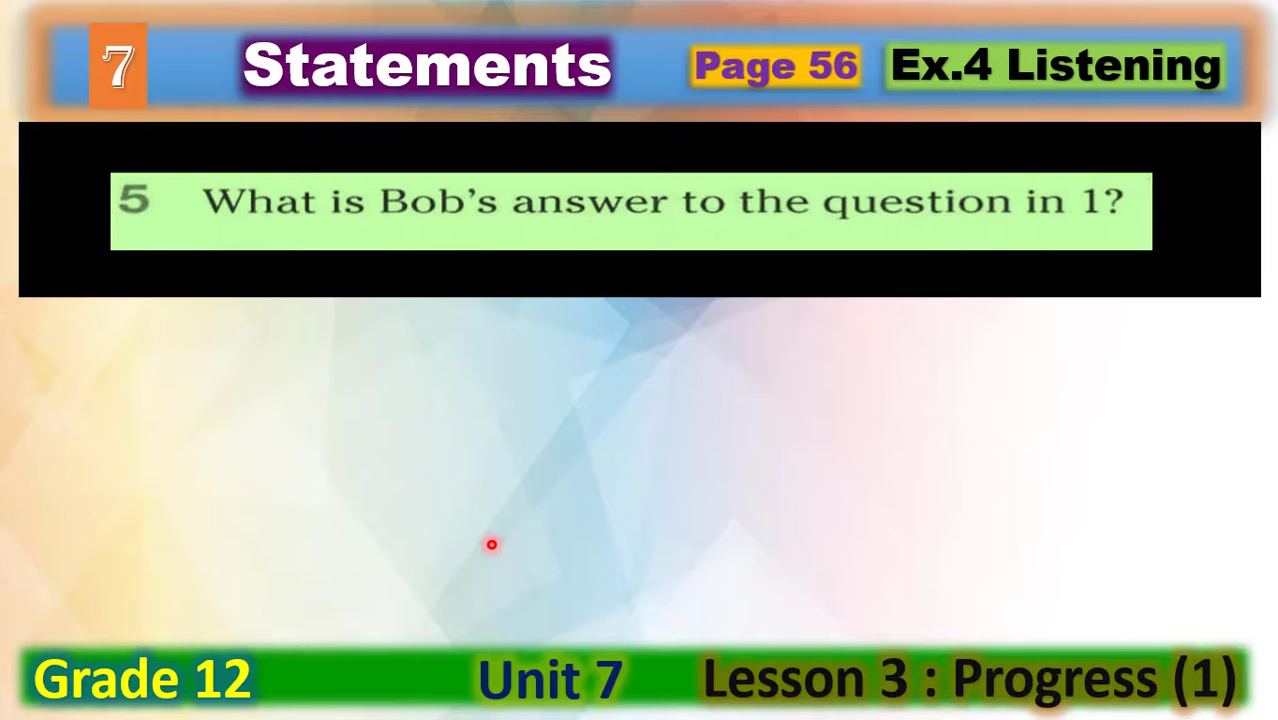 7 Statements Page 56 Ex.4 Listening
5 What is Bob's answer to the question in 1?
Grade 12 Unit 7 Lesson 3 : Progress (1)